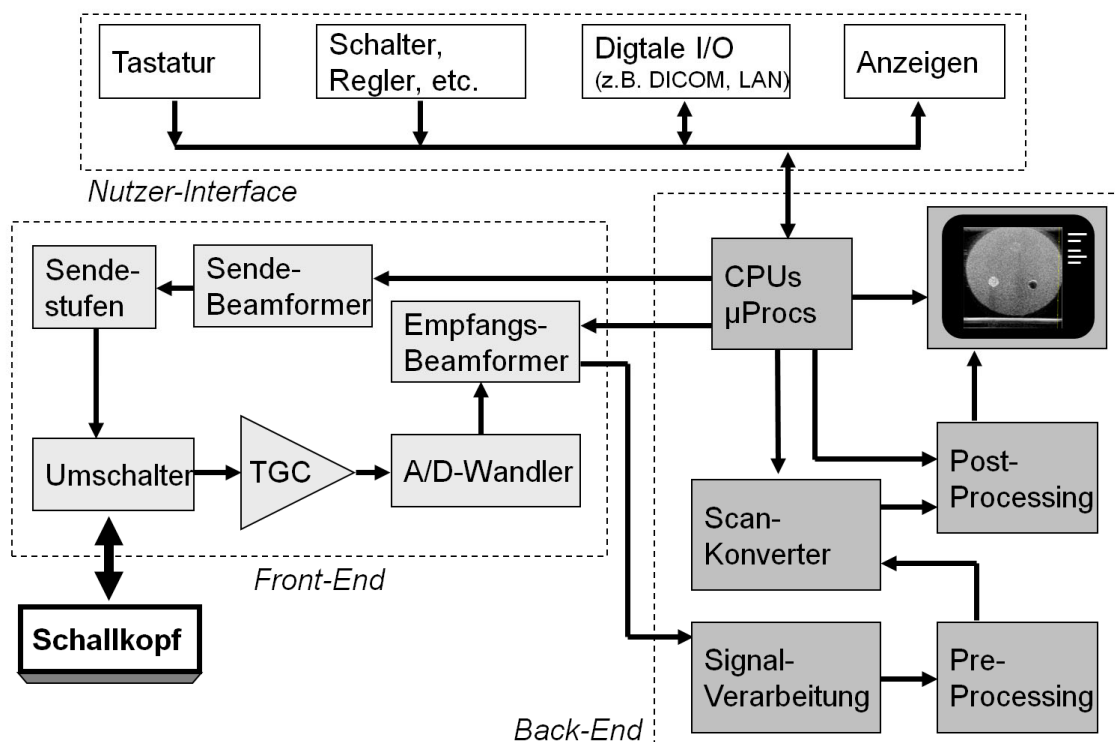 Tastatur
Schalter,
Regler, etc.
Digtale I/O
(z.B. DICOM, LAN)
Anzeigen
Nutzer-Interface
Sende-
stufen
Sende-
Beamformer
Empfangs-
Beamformer
CPUs
µProcs
Umschalter
TGC
A/D-Wandler
Front-End
Schallkopf
Scan-
Konverter
Post-
Processing
Signal-
Verarbeitung
Pre-
Processing
Back-End